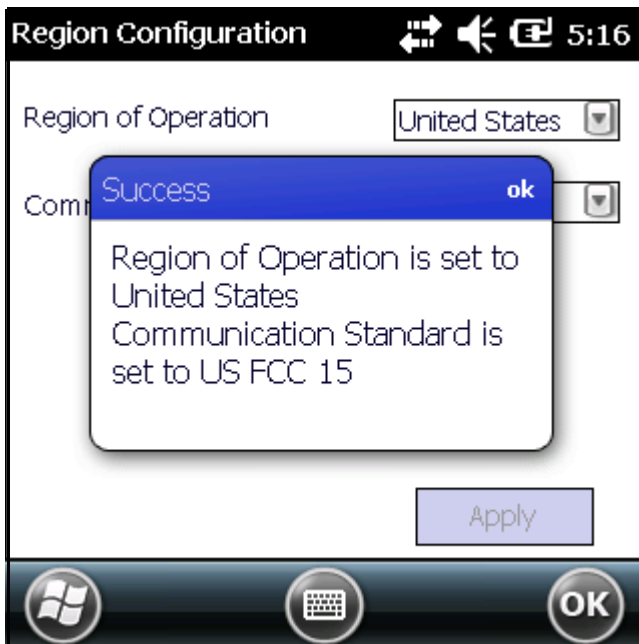 Region Configuration 5:16
Region of Operation United States
Success ok
Region of Operation is set to
United States
Communication Standard is
set to US FCC 15
Apply
OK